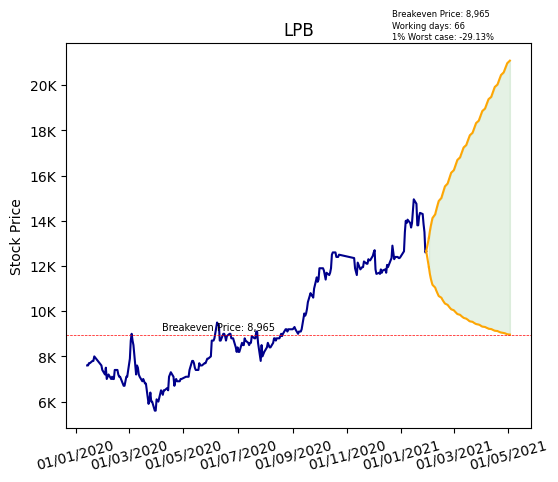 Breakeven Price: 8,965
Working days: 66
1% Worst case: -29.13%
LPB
Stock Price
20K
18K
16K
14K
12K
10K
8K
6K
Breakeven Price: 8,965
01/01/2020
01/03/2020
01/05/2020
01/07/2020
01/09/2020
01/11/2020
01/01/2021
01/03/2021
01/05/2021